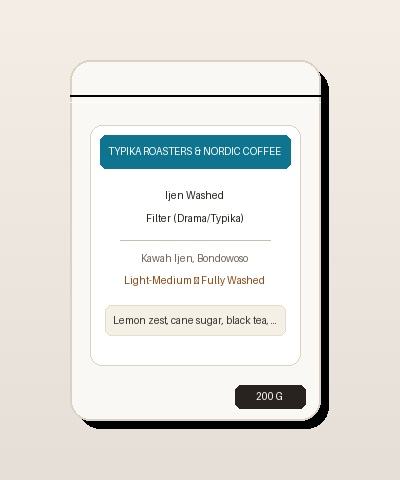 TYPIKA ROASTERS & NORDIC COFFEE
Ijen Washed
Filter (Drama/Typika)
Kawah Ijen, Bondowoso
Light-Medium ▯ Fully Washed
Lemon zest, cane sugar, black tea, ...
200 G